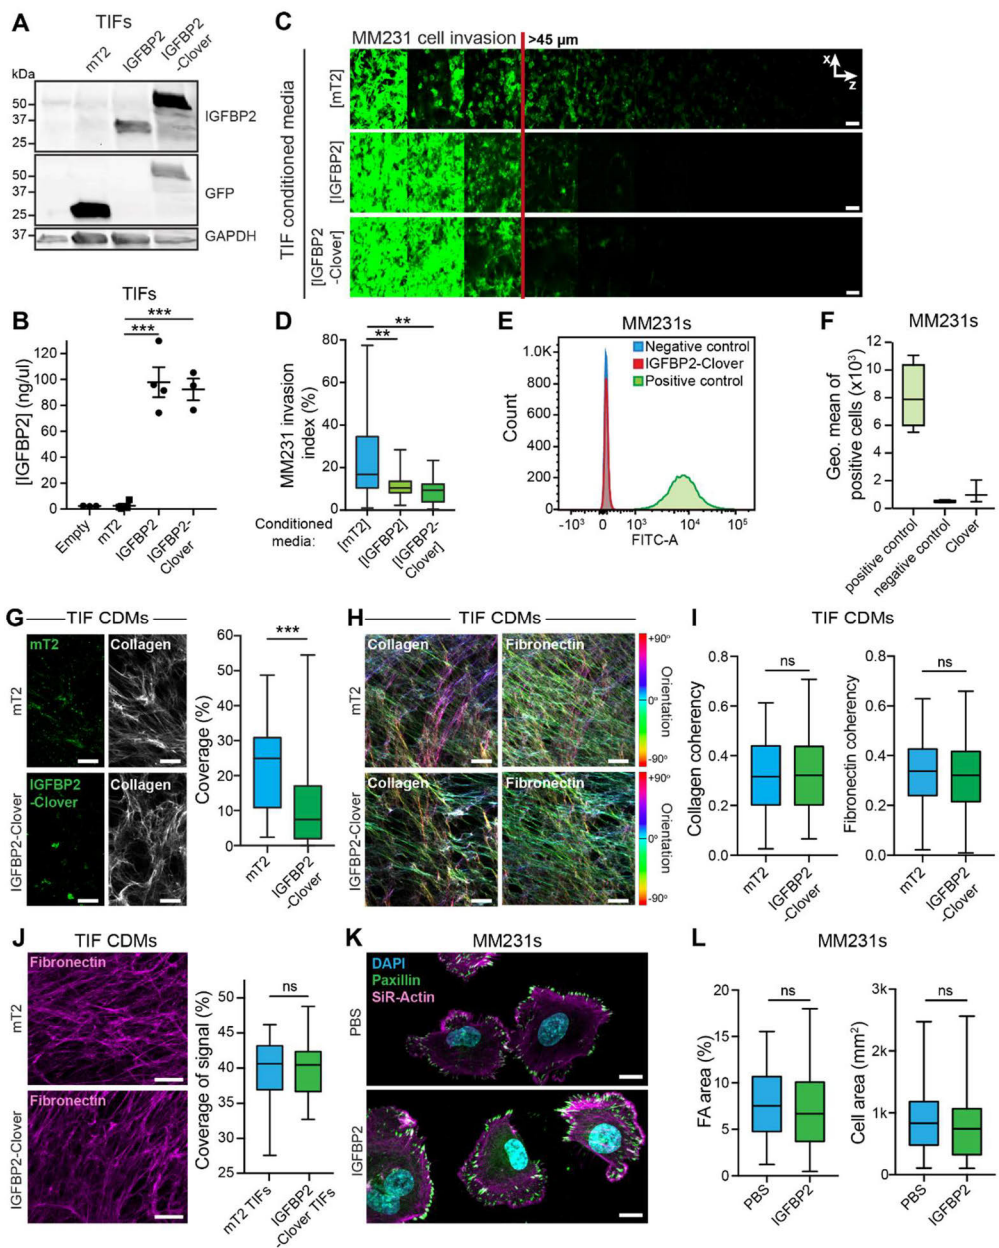 A
TIFs
mT2
IGFBP2
IGFBP2
-Clover
kDa
50
37
25
IGFBP2
50
37
25
GFP
37
GAPDH
B
TIFs
***
***
[IGFBP2] (ng/ul)
120
100
80
60
40
20
0
Empty
mT2
IGFBP2
IGFBP2-
Clover
C
MM231 cell invasion
>45 µm
TIF conditioned media
[mT2]
[IGFBP2]
[IGFBP2
-Clover]
x
z
D
**
**
MM231 invasion
index (%)
80
60
40
20
0
Conditioned
media:
[mT2]
[IGFBP2]
[IGFBP2-
Clover]
E
MM231s
Negative control
IGFBP2-Clover
Positive control
Count
1.0K
800
600
400
200
0
-10³
0
10³
10⁴
10⁵
FITC-A
F
MM231s
Geo. mean of
positive cells (x10³)
12
10
8
6
4
2
0
positive control
negative control
Clover
G
TIF CDMs
mT2
Collagen
mT2
IGFBP2
-Clover
Collagen
IGFBP2-Clover
***
Coverage (%)
60
50
40
30
20
10
0
mT2
IGFBP2
-Clover
H
TIF CDMs
Collagen
Fibronectin
mT2
Collagen
Fibronectin
IGFBP2-Clover
+90°
0°
-90°
Orientation
+90°
0°
-90°
Orientation
I
TIF CDMs
ns
Collagen coherency
0.8
0.6
0.4
0.2
0.0
mT2
IGFBP2
-Clover
ns
Fibronectin coherency
0.8
0.6
0.4
0.2
0.0
mT2
IGFBP2
-Clover
J
TIF CDMs
Fibronectin
mT2
Fibronectin
IGFBP2-Clover
ns
Coverage of signal (%)
50
45
40
35
30
25
mT2 TIFs
IGFBP2
-Clover TIFs
K
MM231s
DAPI
Paxillin
SiR-Actin
PBS
IGFBP2
L
MM231s
ns
FA area (%)
20
15
10
5
0
PBS
IGFBP2
ns
Cell area (mm²)
3k
2k
1k
0
PBS
IGFBP2